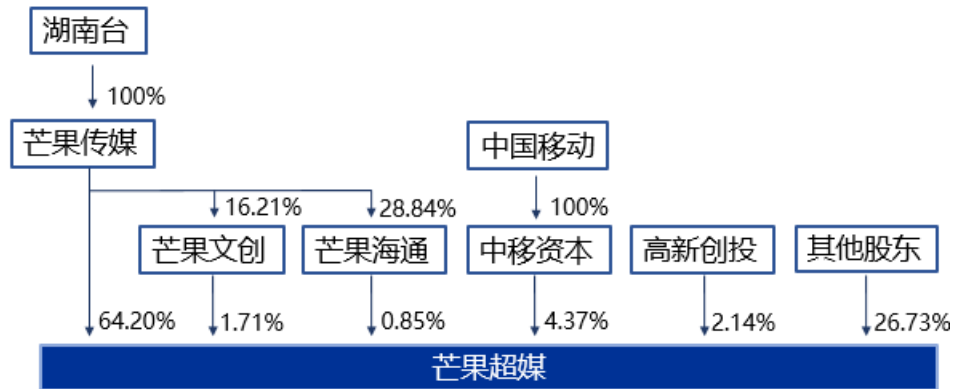 湖南台
100%
芒果传媒
中国移动
16.21%
28.84%
100%
芒果文创
芒果海通
中移资本
高新创投
其他股东
64.20%
1.71%
0.85%
4.37%
2.14%
26.73%
芒果超媒